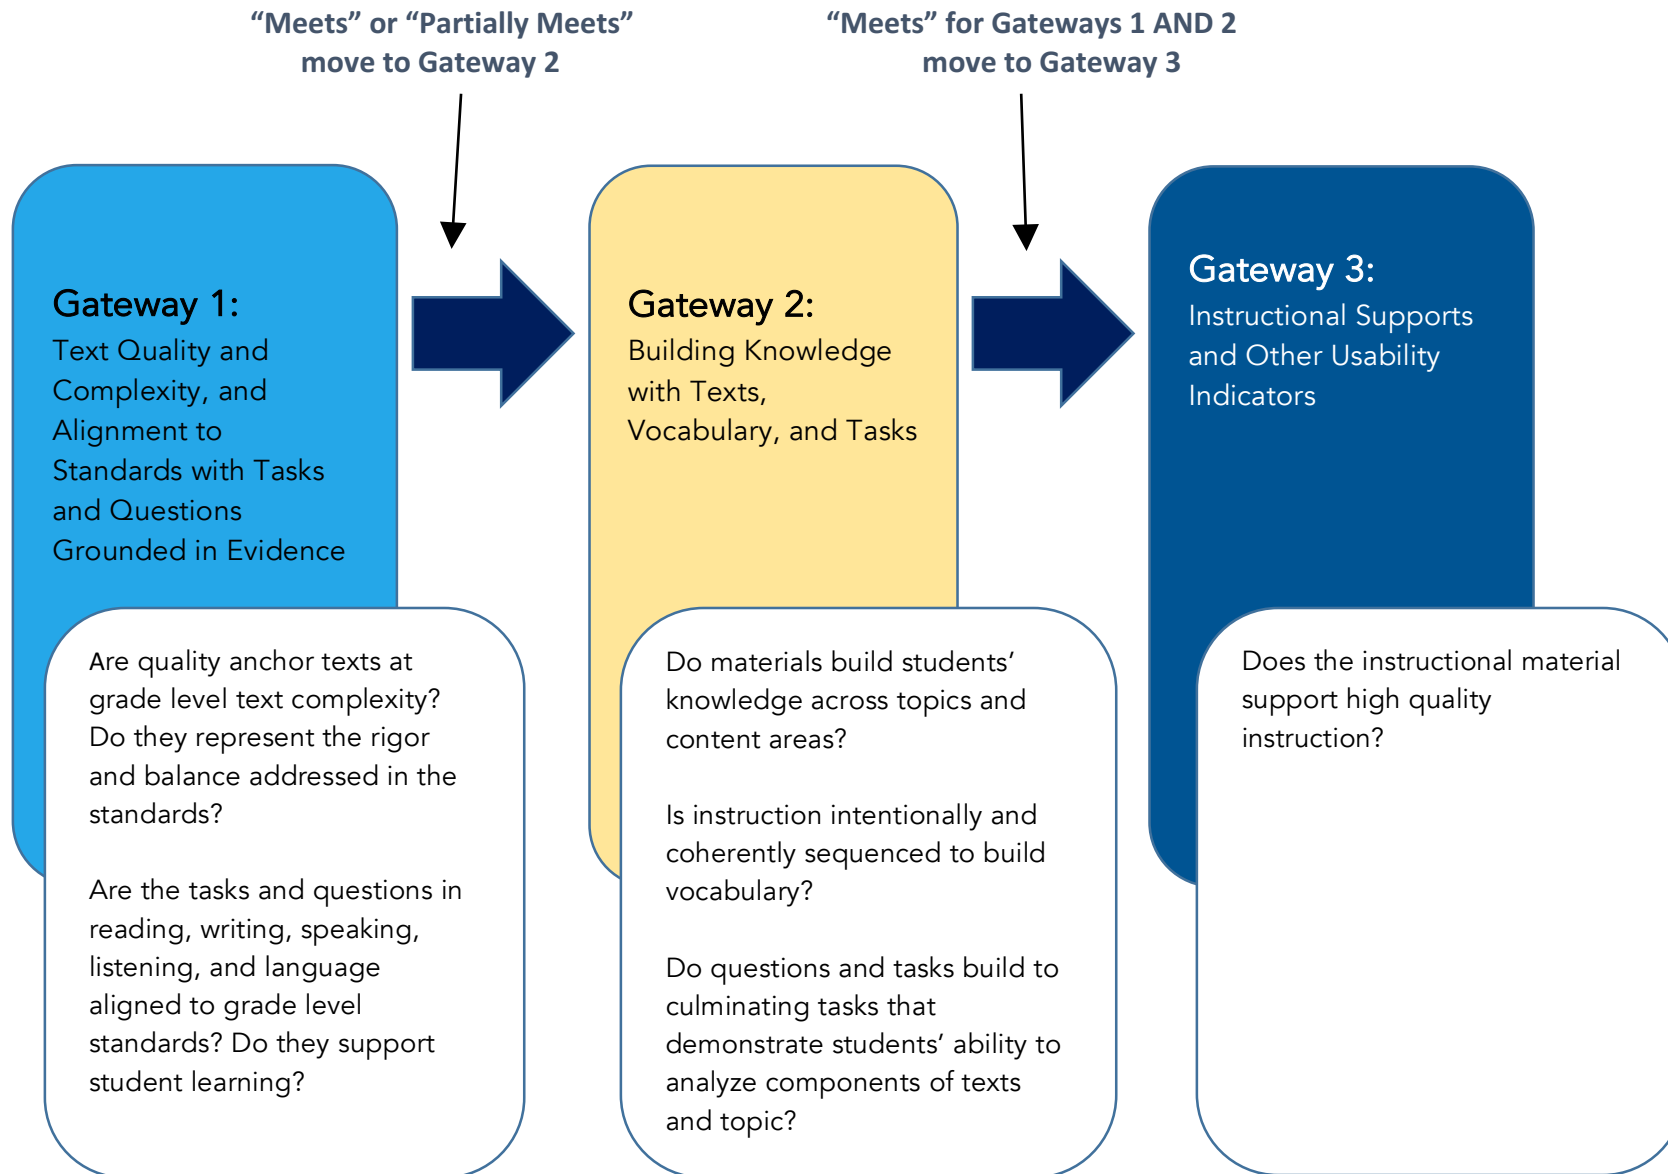 “Meets” or “Partially Meets”
move to Gateway 2
“Meets” for Gateways 1 AND 2
move to Gateway 3
Gateway 1:
Text Quality and
Complexity, and
Alignment to
Standards with Tasks
and Questions
Grounded in Evidence
Are quality anchor texts at
grade level text complexity?
Do they represent the rigor
and balance addressed in the
standards?
Are the tasks and questions in
reading, writing, speaking,
listening, and language
aligned to grade level
standards? Do they support
student learning?
Gateway 2:
Building Knowledge
with Texts,
Vocabulary, and Tasks
Do materials build students’
knowledge across topics and
content areas?
Is instruction intentionally and
coherently sequenced to build
vocabulary?
Do questions and tasks build to
culminating tasks that
demonstrate students’ ability to
analyze components of texts
and topic?
Gateway 3:
Instructional Supports
and Other Usability
Indicators
Does the instructional material
support high quality
instruction?